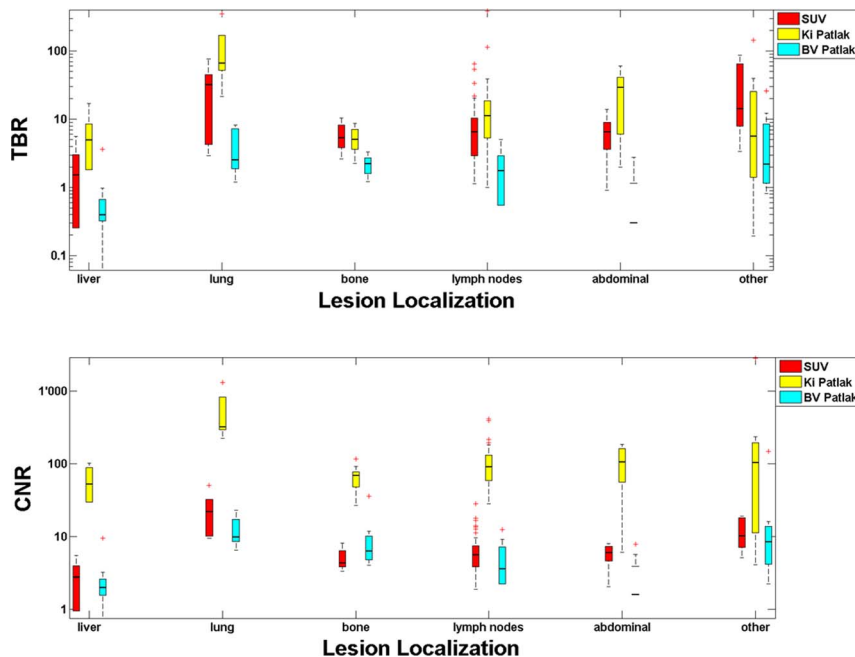 SUV
Ki Patlak
BV Patlak
TBR
100
10
1
0.1
liver lung bone lymph nodes abdominal other
Lesion Localization
SUV
Ki Patlak
BV Patlak
CNR
1'000
100
10
1
liver lung bone lymph nodes abdominal other
Lesion Localization